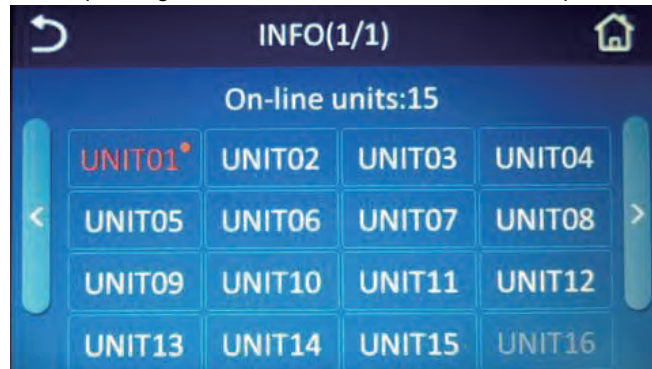 INFO(1/1)
On-line units:15
UNIT01 UNIT02 UNIT03 UNIT04
< UNIT05 UNIT06 UNIT07 UNIT08 >
UNIT09 UNIT10 UNIT11 UNIT12
UNIT13 UNIT14 UNIT15 UNIT16